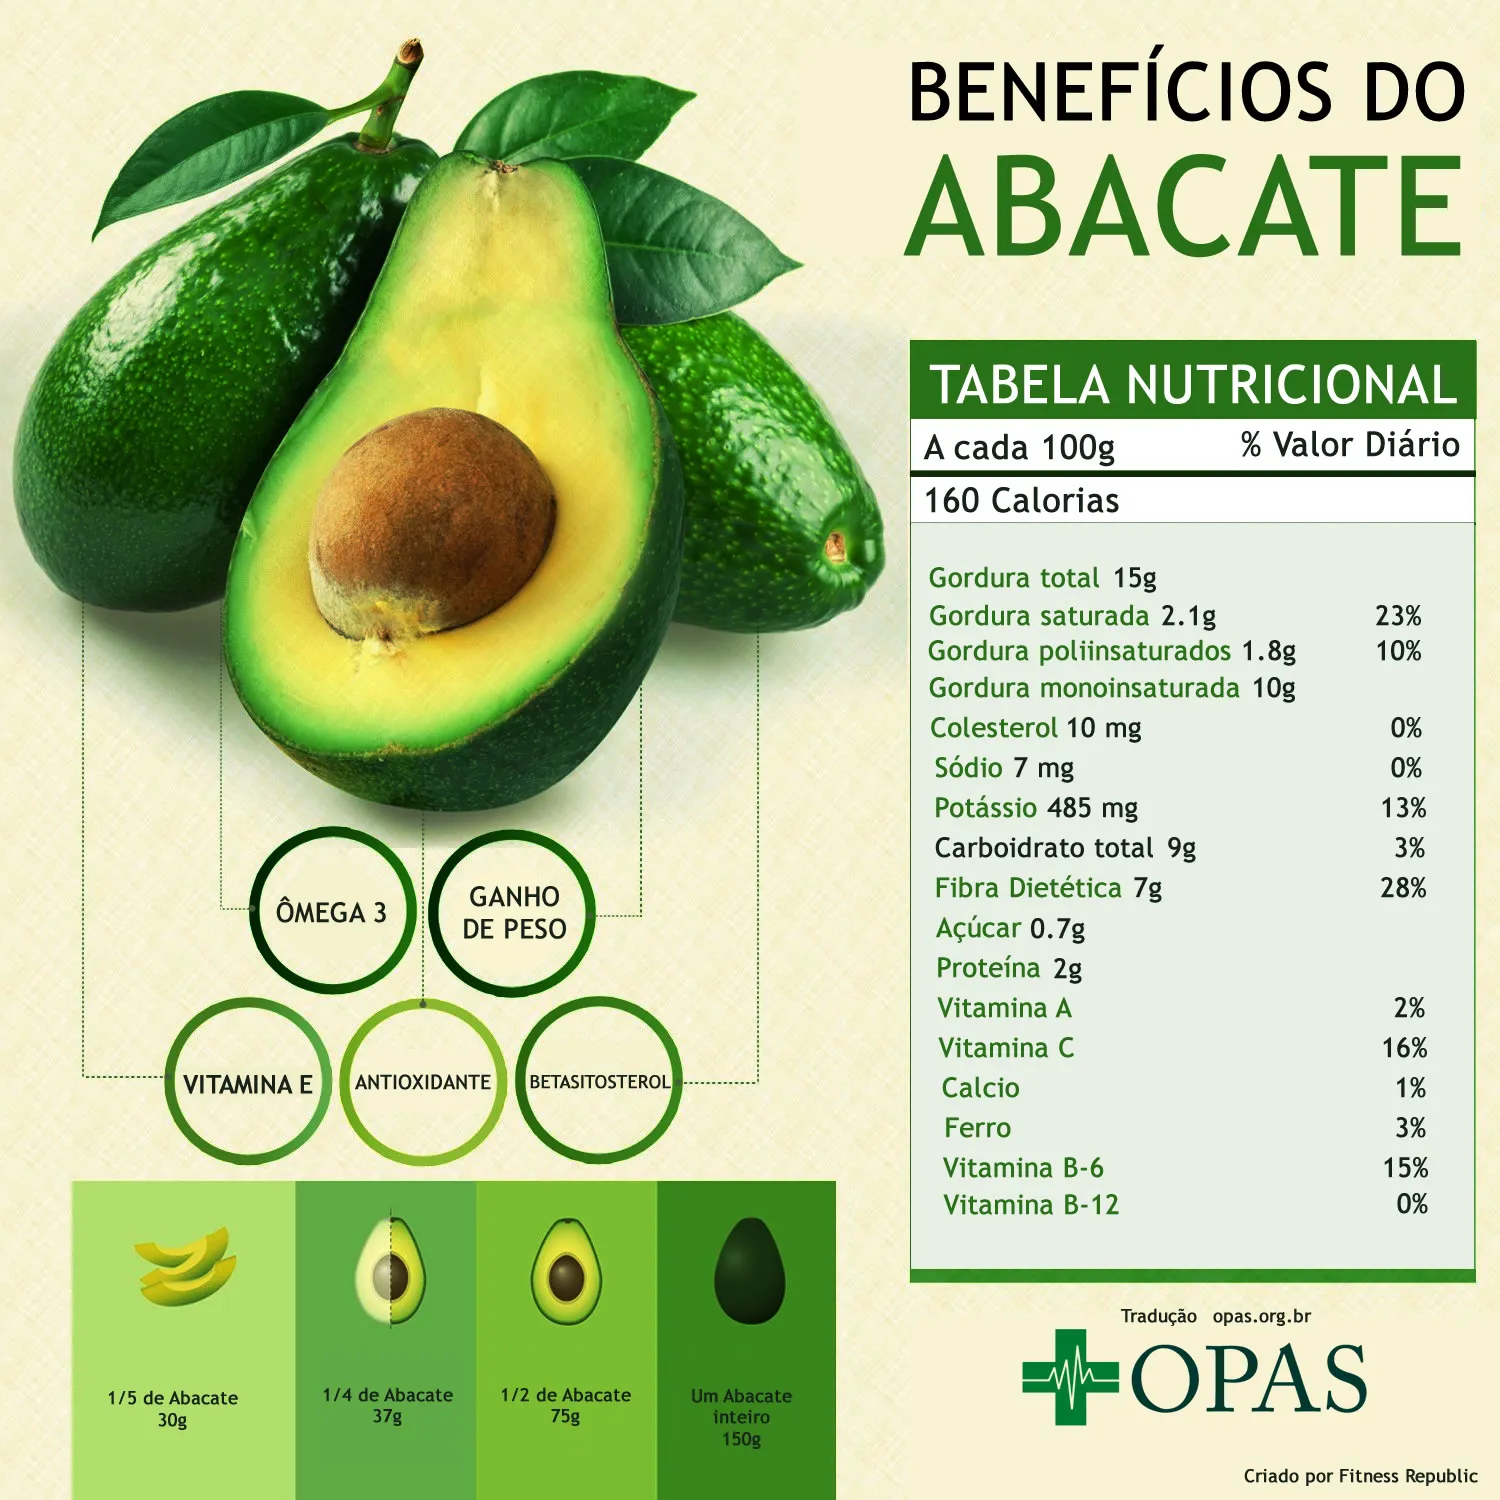 BENEFÍCIOS DO
ABACATE
TABELA NUTRICIONAL
A cada 100g % Valor Diário
160 Calorias
Gordura total 15g
Gordura saturada 2.1g 23%
Gordura poliinsaturados 1.8g 10%
Gordura monoinsaturada 10g
Colesterol 10 mg 0%
Sódio 7 mg 0%
Potássio 485 mg 13%
Carboidrato total 9g 3%
Fibra Dietética 7g 28%
Açúcar 0.7g
Proteína 2g
Vitamina A 2%
Vitamina C 16%
Calcio 1%
Ferro 3%
Vitamina B-6 15%
Vitamina B-12 0%
ÔMEGA 3
GANHO
DE PESO
VITAMINA E
ANTIOXIDANTE
BETASITOSTEROL
1/5 de Abacate
30g
1/4 de Abacate
37g
1/2 de Abacate
75g
Um Abacate
inteiro
150g
Tradução opas.org.br
OPAS
Criado por Fitness Republic